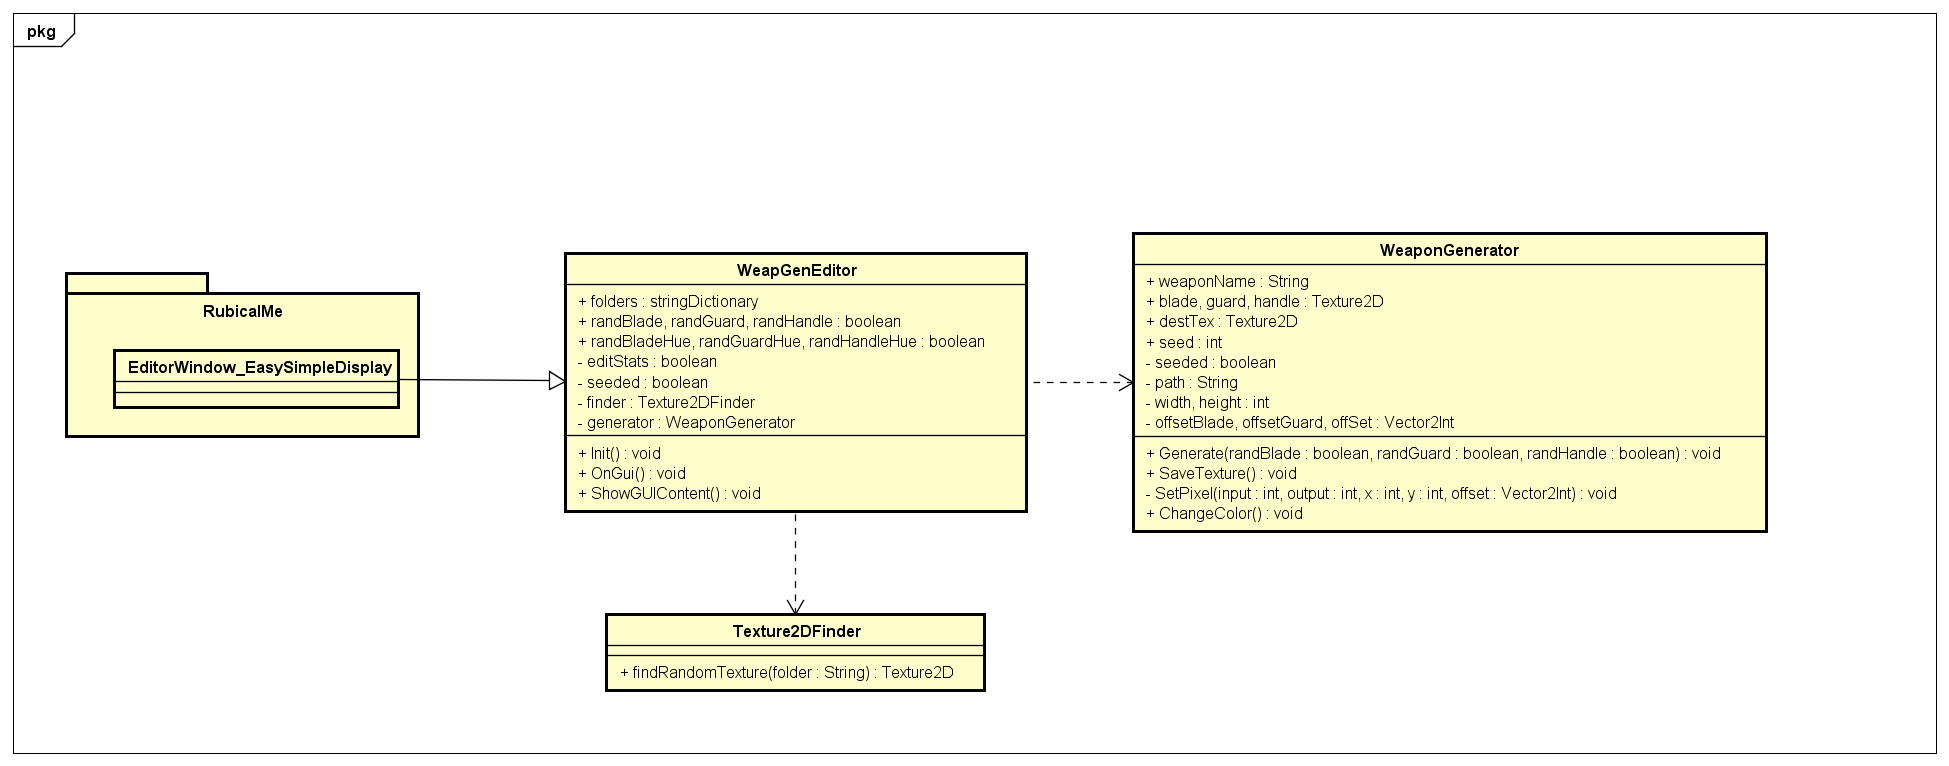 pkg
RubicalMe
EditorWindow_EasySimpleDisplay
WeapGenEditor
+ folders : stringDictionary
+ randBlade, randGuard, randHandle : boolean
+ randBladeHue, randGuardHue, randHandleHue : boolean
- editStats : boolean
- seeded : boolean
- finder : Texture2DFinder
- generator : WeaponGenerator
+ Init() : void
+ OnGui() : void
+ ShowGUIContent() : void
WeaponGenerator
+ weaponName : String
+ blade, guard, handle : Texture2D
+ destTex : Texture2D
+ seed : int
- seeded : boolean
- path : String
- width, height : int
- offsetBlade, offsetGuard, offSet : Vector2Int
+ Generate(randBlade : boolean, randGuard : boolean, randHandle : boolean) : void
+ SaveTexture() : void
- SetPixel(input : int, output : int, x : int, y : int, offset : Vector2Int) : void
+ ChangeColor() : void
Texture2DFinder
+ findRandomTexture(folder : String) : Texture2D